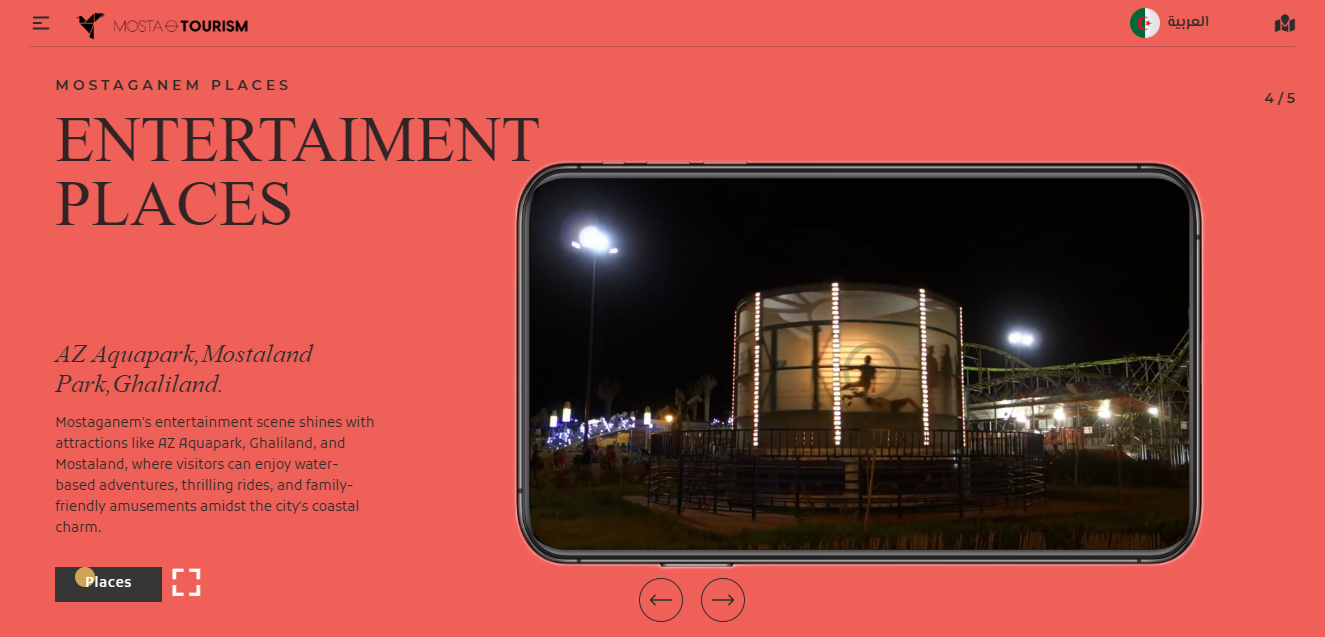 MOSTA TOURISM
العربية
MOSTAGANEM PLACES
4 / 5
ENTERTAIMENT
PLACES
AZ Aquapark, Mostaland
Park, Ghaliland.
Mostaganem's entertainment scene shines with
attractions like AZ Aquapark, Ghaliland, and
Mostaland, where visitors can enjoy water-
based adventures, thrilling rides, and family-
friendly amusements amidst the city's coastal
charm.
Places